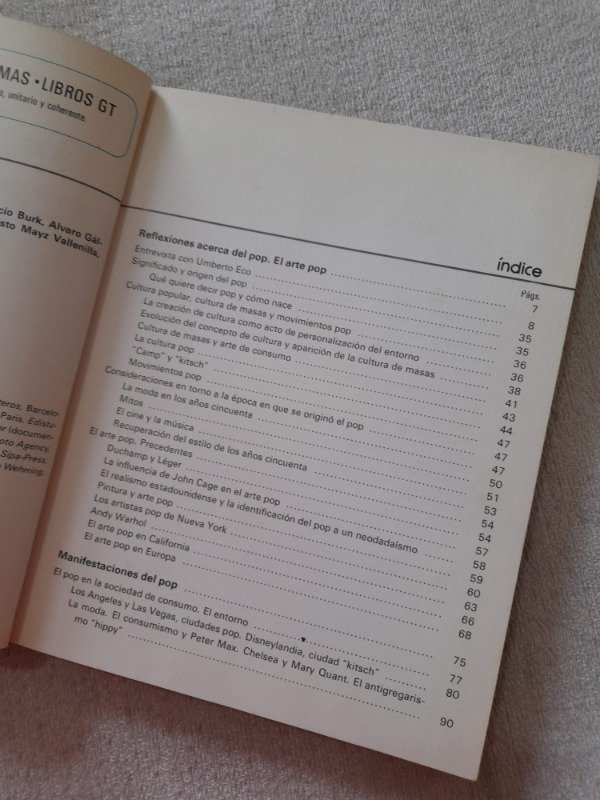 MAS • LIBROS GT
o, unitario y coherente.
cio Burk, Alvaro Gál-
sto Mayz Vallenilla,
teros, Barcelo-
Paris. Edistu-
er (documen-
oto Agency,
Sipa-Press,
Wehrring.
índice
Págs.
Reflexiones acerca del pop. El arte pop 7
Entrevista con Umberto Eco 8
Significado y origen del pop 35
Qué quiere decir pop y cómo nace 35
Cultura popular, cultura de masas y movimientos pop 36
La creación de cultura como acto de personalización del entorno 36
Evolución del concepto de cultura y aparición de la cultura de masas 38
Cultura de masas y arte de consumo 41
La cultura pop 43
"Camp" y "kitsch" 44
Movimientos pop 47
Consideraciones en torno a la época en que se originó el pop 47
La moda en los años cincuenta 47
Mitos 50
El cine y la música 51
Recuperación del estilo de los años cincuenta 53
El arte pop. Precedentes 54
Duchamp y Léger 54
La influencia de John Cage en el arte pop 57
El realismo estadounidense y la identificación del pop a un neodadaísmo 58
Pintura y arte pop 59
Los artistas pop de Nueva York 60
Andy Warhol 63
El arte pop en California 66
El arte pop en Europa 68
Manifestaciones del pop 75
El pop en la sociedad de consumo. El entorno 77
Los Angeles y Las Vegas, ciudades pop. Disneylandia, ciudad "kitsch" 80
La moda. El consumismo y Peter Max. Chelsea y Mary Quant. El antigregaris-
mo "hippy" 90